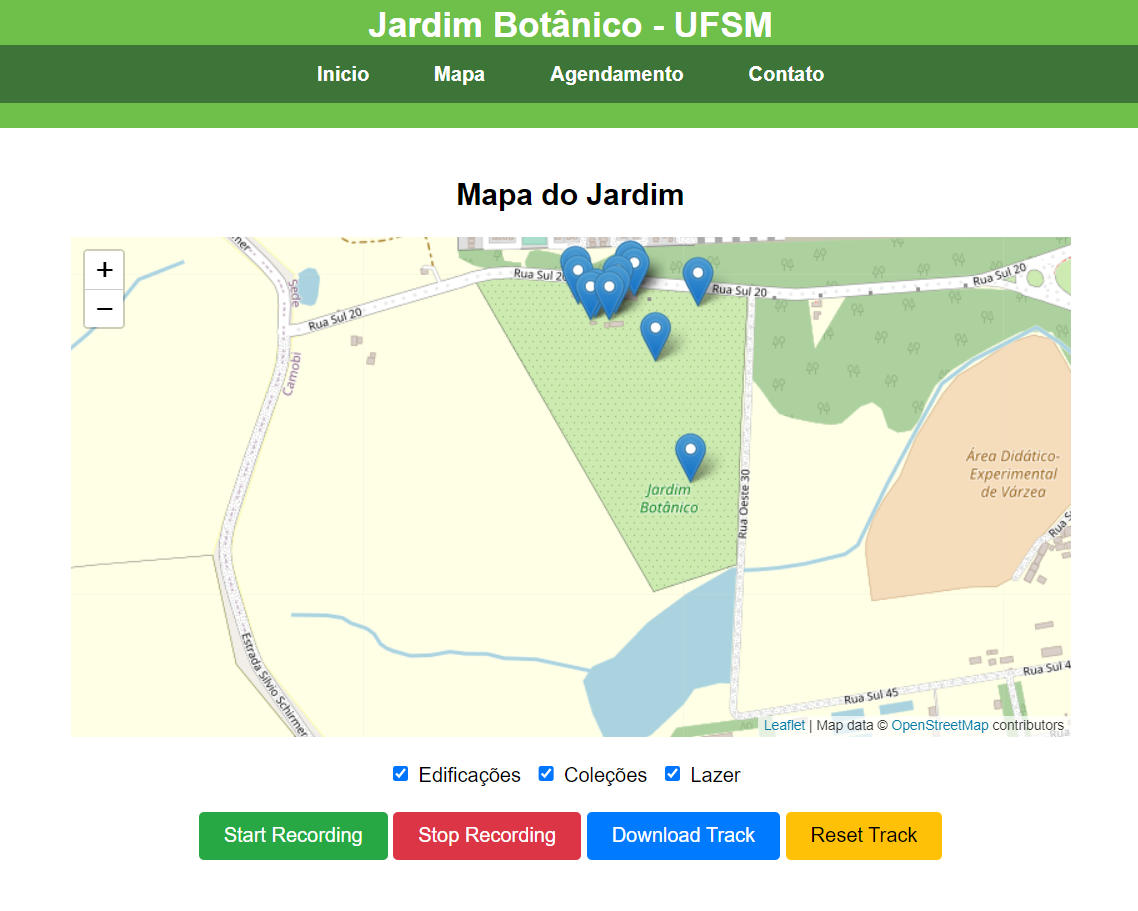 Jardim Botânico - UFSM
Inicio Mapa Agendamento Contato
Mapa do Jardim
+
−
Sede
Camobi
Rua Sul 20
Rua Sul 20
Rua Sul 20
Rua Sul 20
Jardim
Botânico
Rua Oeste 30
Área Didático-
Experimental
de Várzea
Estrada Silvio Schirmer
Rua Sul 45
Rua Sul 4
Leaflet | Map data © OpenStreetMap contributors
Edificações Coleções Lazer
Start Recording Stop Recording Download Track Reset Track